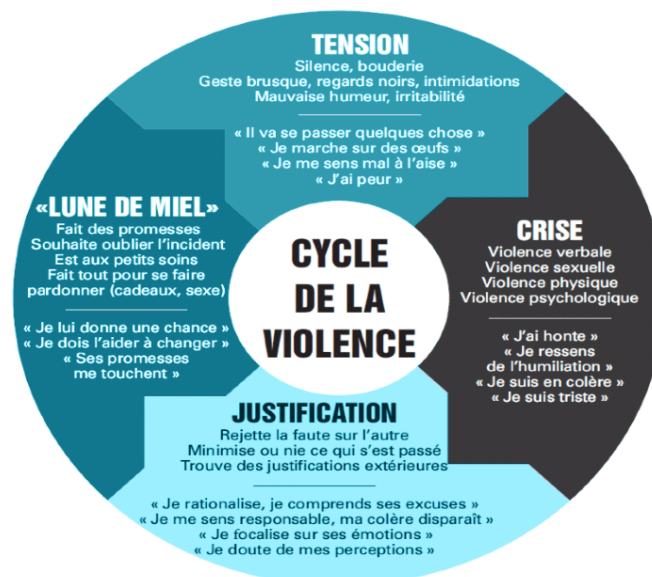 TENSION
Silence, bouderie
Geste brusque, regards noirs, intimidations
Mauvaise humeur, irritabilité
« Il va se passer quelques chose »
« Je marche sur des œufs »
« Je me sens mal à l'aise »
« J'ai peur »
CRISE
Violence verbale
Violence sexuelle
Violence physique
Violence psychologique
« J'ai honte »
« Je ressens
de l'humiliation »
« Je suis en colère »
« Je suis triste »
JUSTIFICATION
Rejette la faute sur l'autre
Minimise ou nie ce qui s'est passé
Trouve des justifications extérieures
« Je rationalise, je comprends ses excuses »
« Je me sens responsable, ma colère disparaît »
« Je focalise sur ses émotions »
« Je doute de mes perceptions »
«LUNE DE MIEL»
Fait des promesses
Souhaite oublier l'incident
Est aux petits soins
Fait tout pour se faire
pardonner (cadeaux, sexe)
« Je lui donne une chance »
« Je dois l'aider à changer »
« Ses promesses
me touchent »
CYCLE
DE LA
VIOLENCE